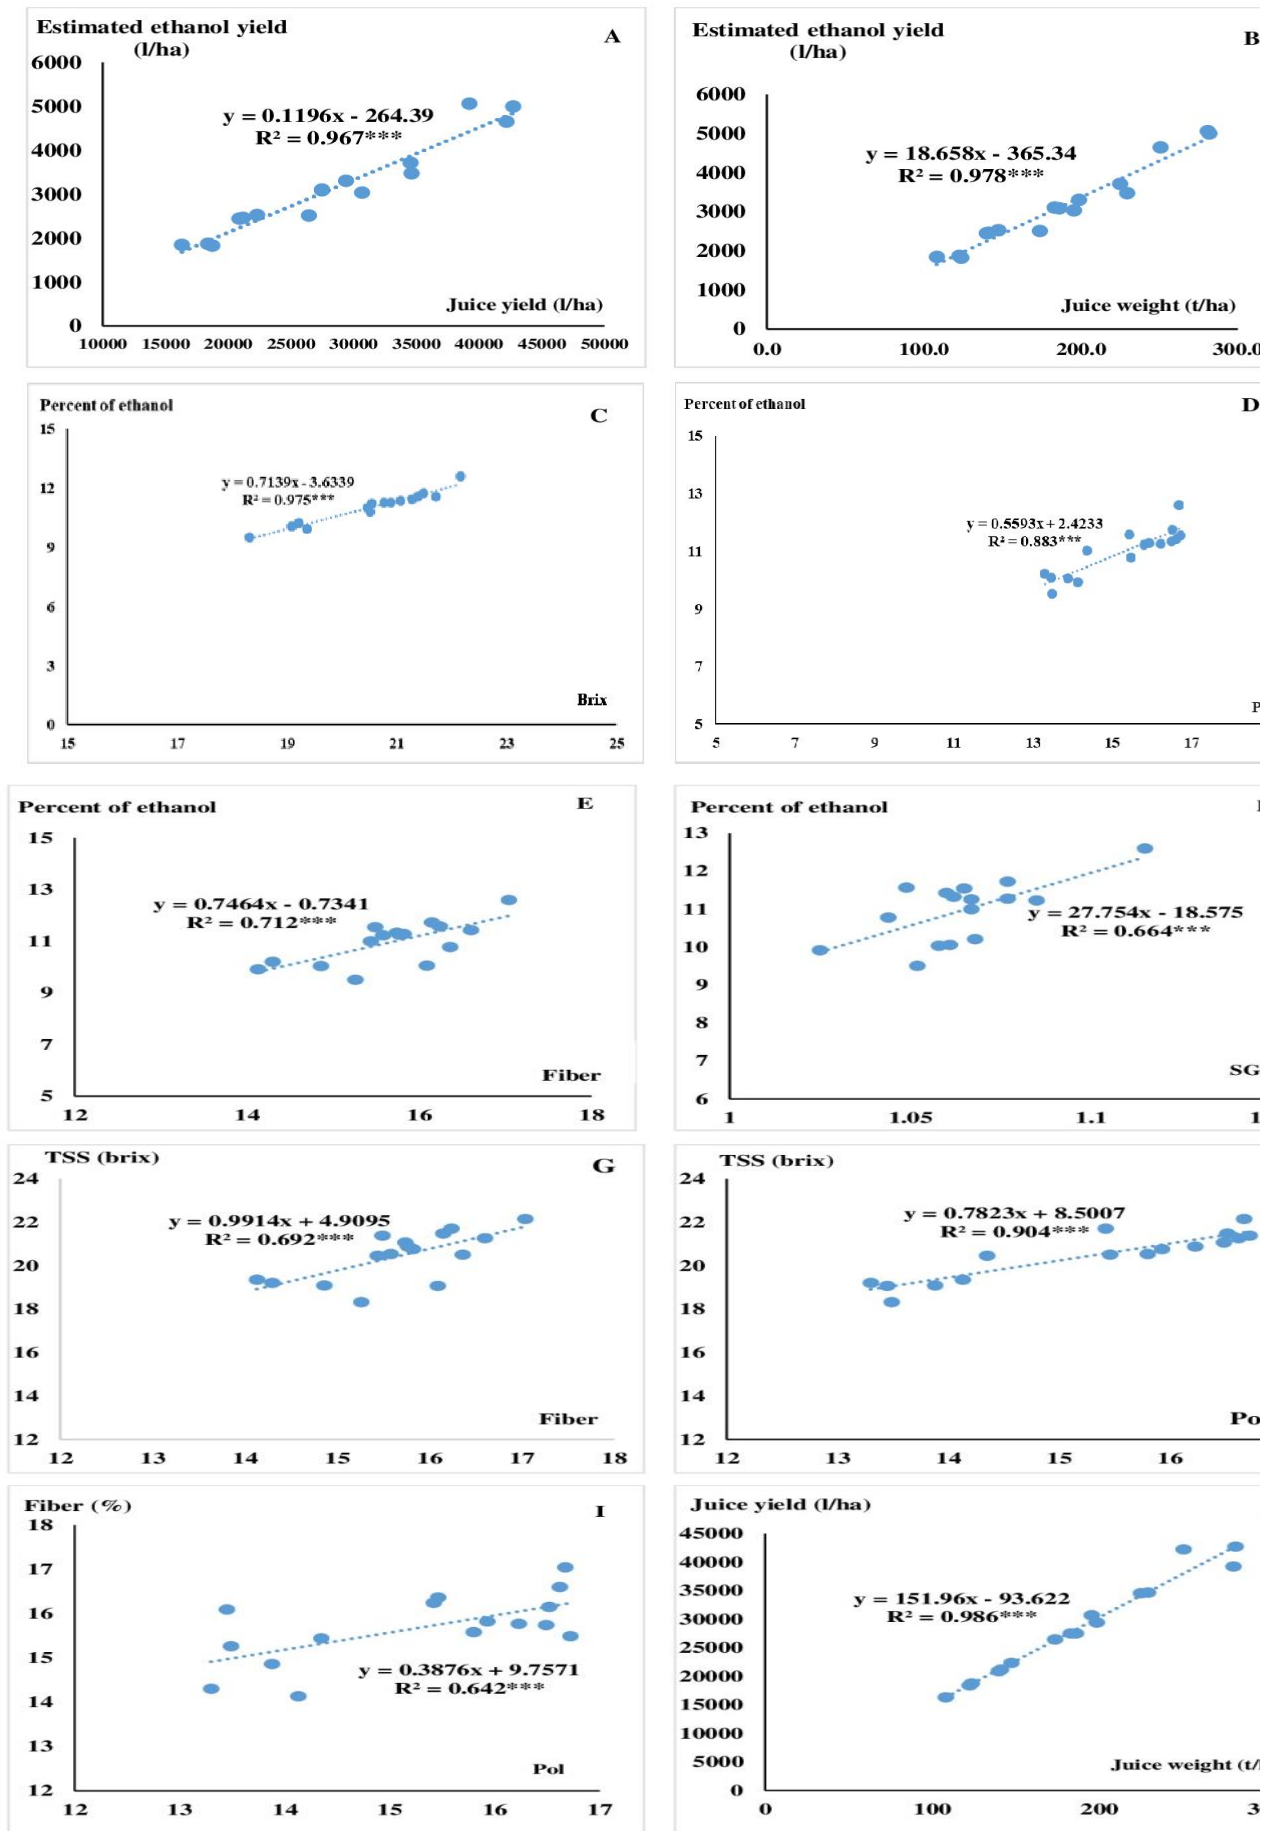 Estimated ethanol yield
(l/ha)
A
6000
5000
4000
3000
2000
1000
0
y = 0.1196x - 264.39
R² = 0.967***
Juice yield (l/ha)
10000 15000 20000 25000 30000 35000 40000 45000 50000
Estimated ethanol yield
(l/ha)
B
6000
5000
4000
3000
2000
1000
0
y = 18.658x - 365.34
R² = 0.978***
Juice weight (t/ha)
0.0 100.0 200.0 300.0
Percent of ethanol
C
15
12
9
6
3
0
y = 0.7139x - 3.6339
R² = 0.975***
Brix
15 17 19 21 23 25
Percent of ethanol
D
15
13
11
9
7
5
y = 0.5593x + 2.4233
R² = 0.883***
P
5 7 9 11 13 15 17
Percent of ethanol
E
15
13
11
9
7
5
y = 0.7464x - 0.7341
R² = 0.712***
Fiber
12 14 16 18
Percent of ethanol
13
12
11
10
9
8
7
6
y = 27.754x - 18.575
R² = 0.664***
SG
1 1.05 1.1 1
TSS (brix)
G
24
22
20
18
16
14
12
y = 0.9914x + 4.9095
R² = 0.692***
Fiber
12 13 14 15 16 17 18
TSS (brix)
24
22
20
18
16
14
12
y = 0.7823x + 8.5007
R² = 0.904***
Po
12 13 14 15 16
Fiber (%)
I
18
17
16
15
14
13
12
y = 0.3876x + 9.7571
R² = 0.642***
Pol
12 13 14 15 16 17
Juice yield (l/ha)
45000
40000
35000
30000
25000
20000
15000
10000
5000
0
y = 151.96x - 93.622
R² = 0.986***
Juice weight (t/
0 100 200 3